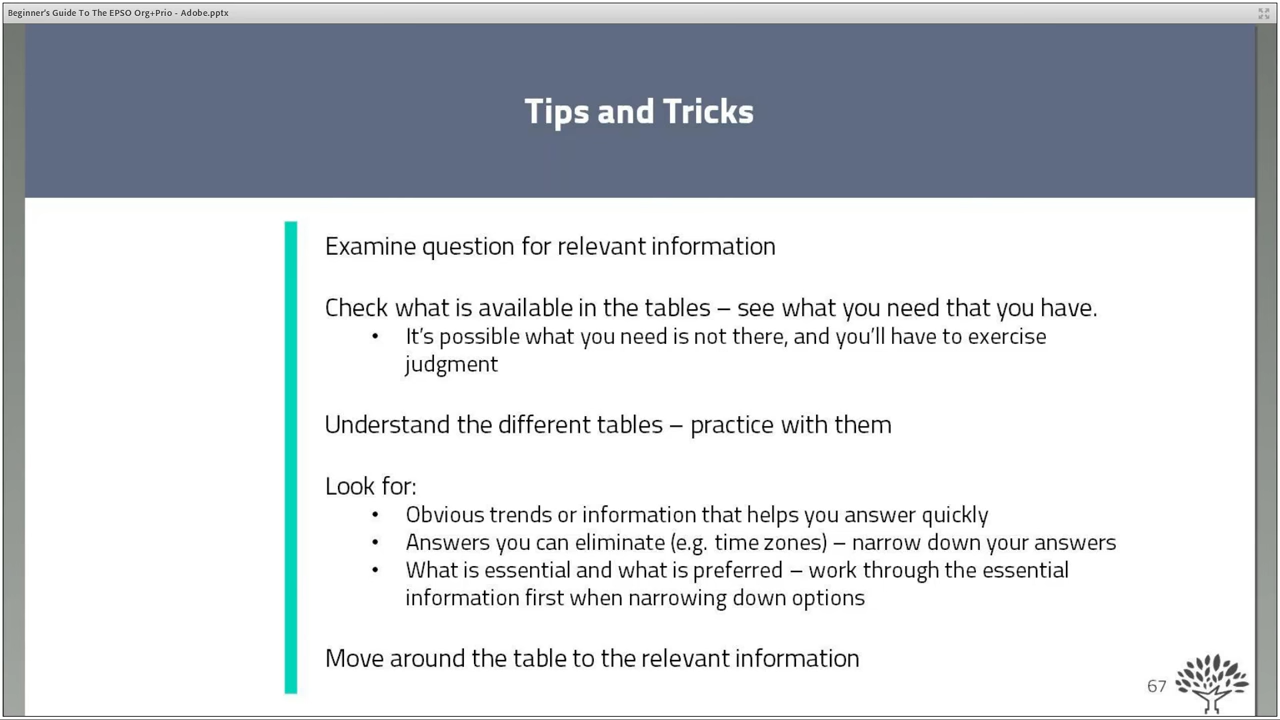 Beginner's Guide To The EPSO Org+Prio - Adobe.pptx
Tips and Tricks
Examine question for relevant information
Check what is available in the tables – see what you need that you have.
• It's possible what you need is not there, and you'll have to exercise
judgment
Understand the different tables – practice with them
Look for:
• Obvious trends or information that helps you answer quickly
• Answers you can eliminate (e.g. time zones) – narrow down your answers
• What is essential and what is preferred – work through the essential
information first when narrowing down options
Move around the table to the relevant information
67